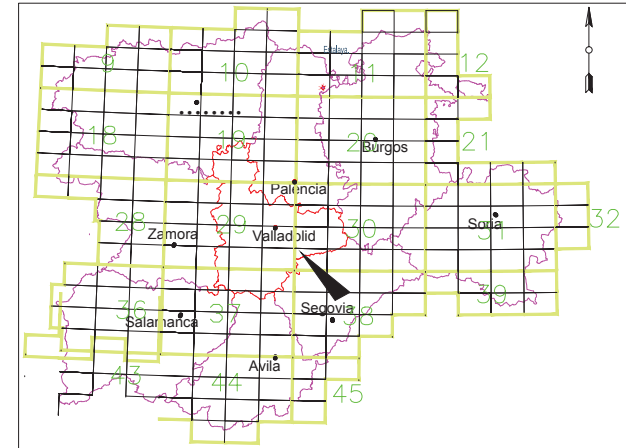 Estalaya
9 10 11 12
18 19 20 21
Burgos
Palencia
28 29 30 31 32
Zamora Valladolid Soria
36 37 38 39
Salamanca Segovia
Avila
43 44 45